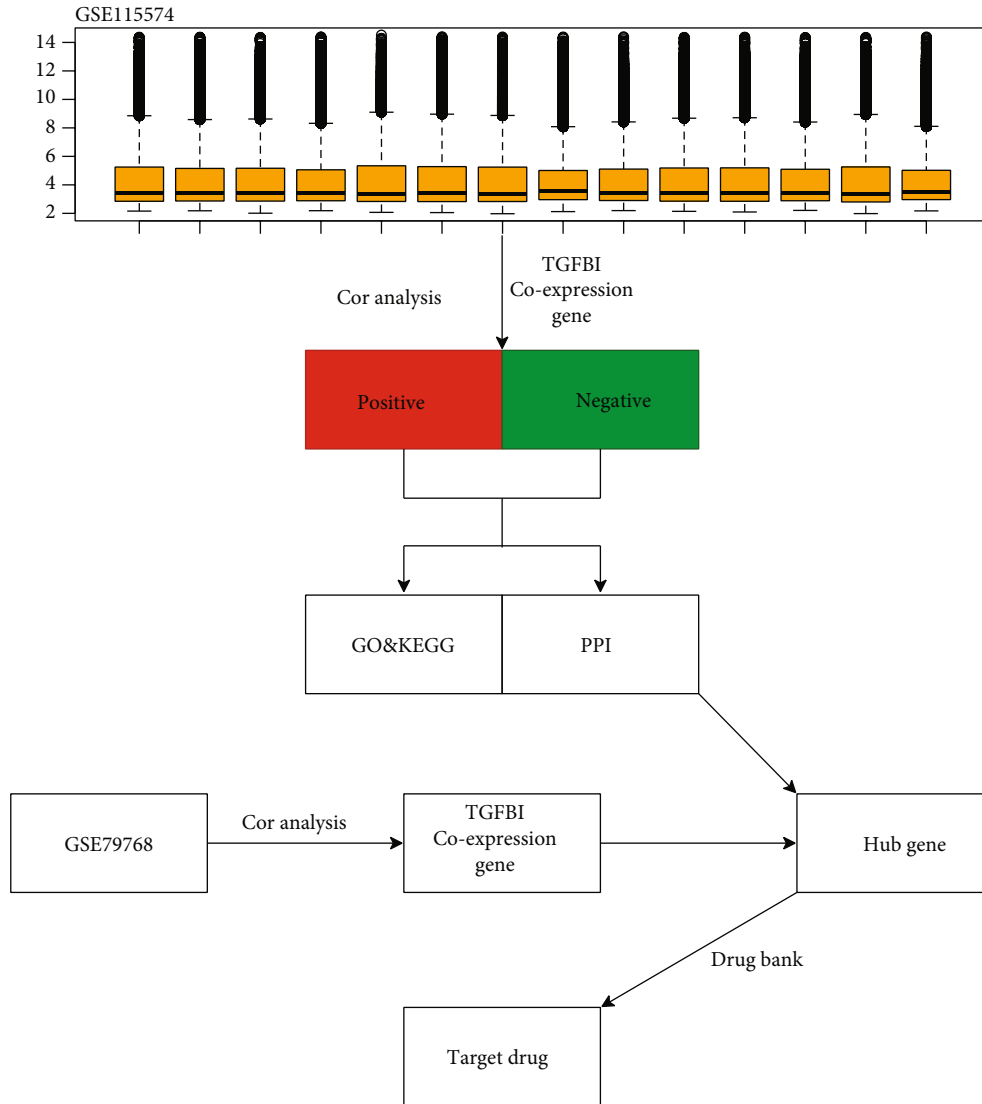 GSE115574
14
12
10
8
6
4
2
Cor analysis
TGFBI
Co-expression
gene
Positive
Negative
GO&KEGG
PPI
GSE79768
Cor analysis
TGFBI
Co-expression
gene
Hub gene
Drug bank
Target drug